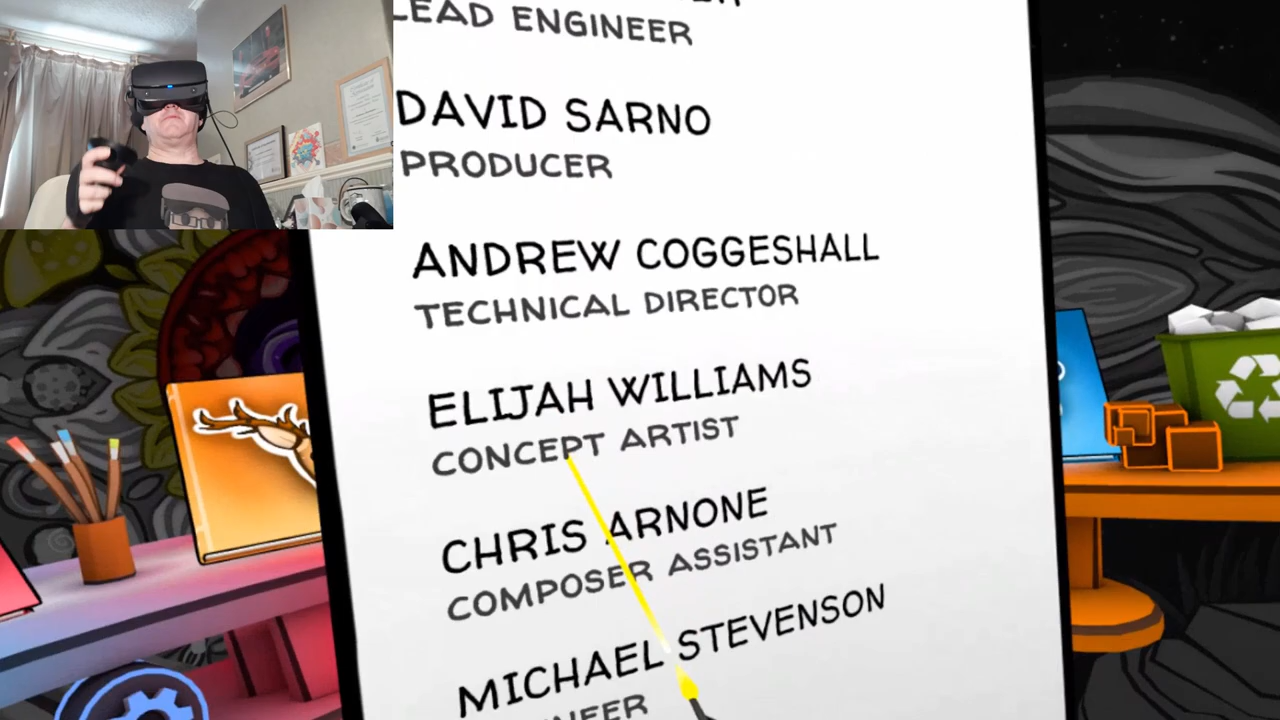 LEAD ENGINEER
DAVID SARNO
PRODUCER
ANDREW COGGESHALL
TECHNICAL DIRECTOR
ELIJAH WILLIAMS
CONCEPT ARTIST
CHRIS ARNONE
COMPOSER ASSISTANT
MICHAEL STEVENSON